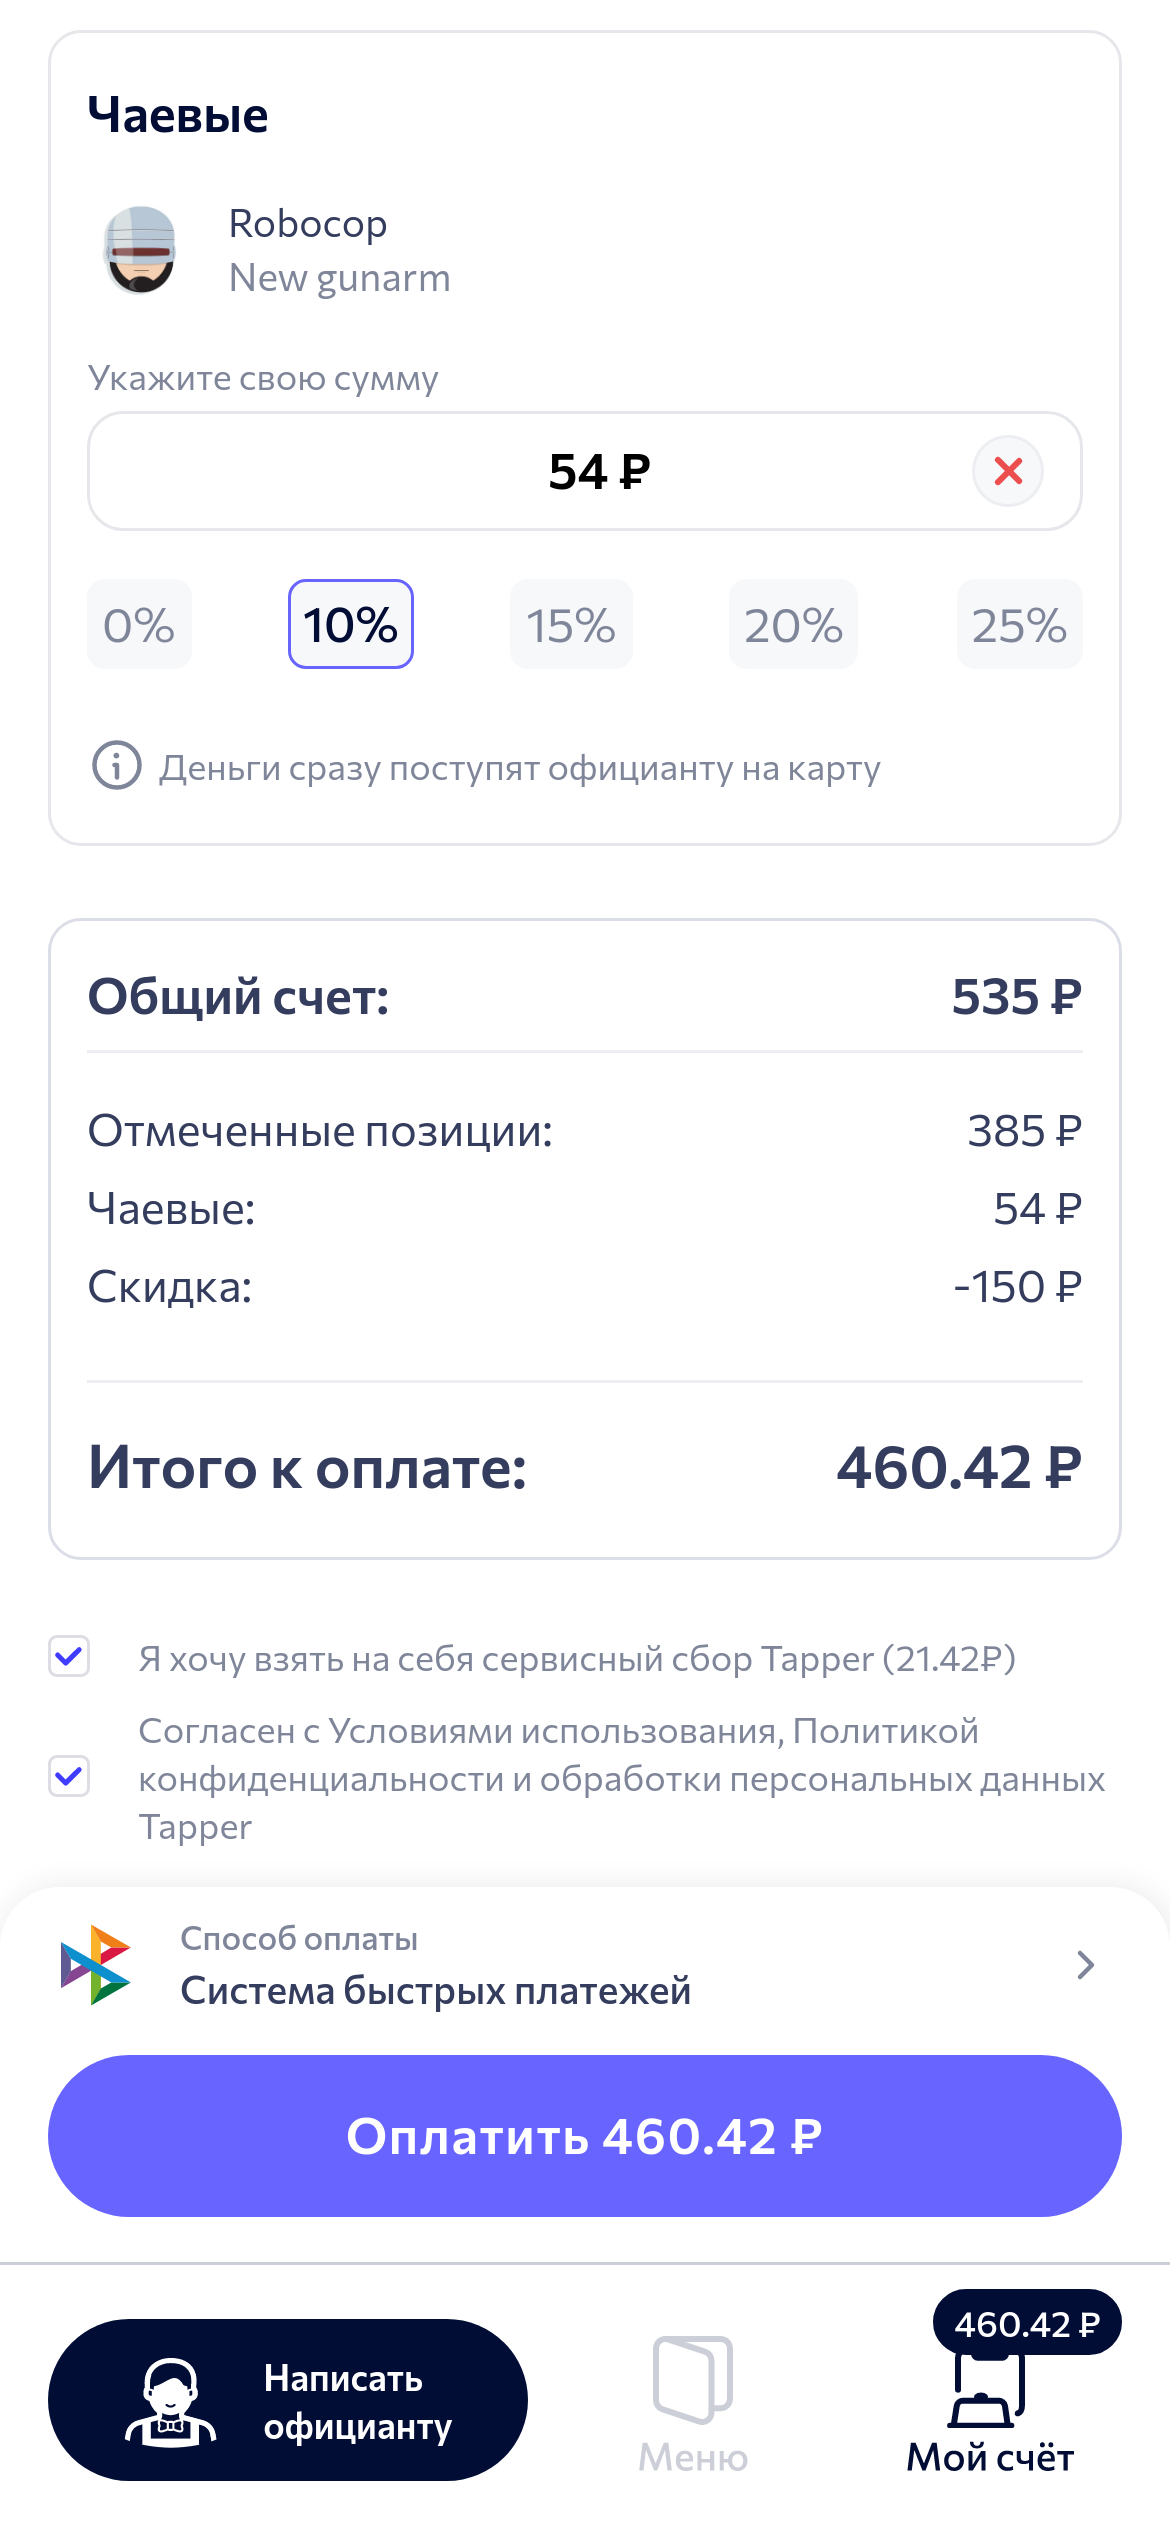 Чаевые
Robocop
New gunarm
Укажите свою сумму
54 ₽
0% 10% 15% 20% 25%
Деньги сразу поступят официанту на карту
Общий счет: 535 ₽
Отмеченные позиции: 385 ₽
Чаевые: 54 ₽
Скидка: -150 ₽
Итого к оплате: 460.42 ₽
Я хочу взять на себя сервисный сбор Tapper (21.42₽)
Согласен с Условиями использования, Политикой
конфиденциальности и обработки персональных данных
Tapper
Способ оплаты
Система быстрых платежей
Оплатить 460.42 ₽
460.42 ₽
Написать
официанту
Меню
Мой счёт